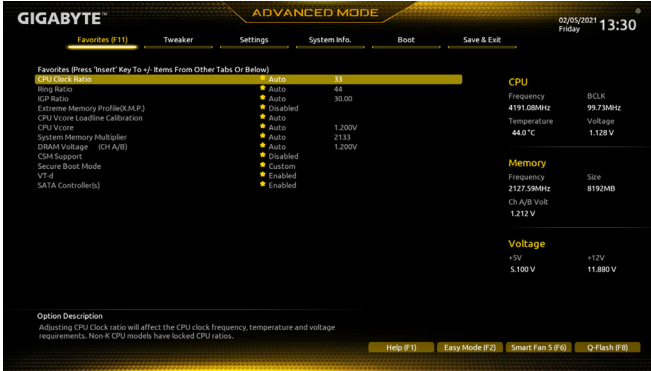 GIGABYTE™
ADVANCED MODE
02/05/2021 Friday 13:30
Favorites (F11) Tweaker Settings System Info. Boot Save & Exit
Favorites (Press 'Insert' Key To +/- Items From Other Tabs Or Below)
CPU Clock Ratio Auto 33
Ring Ratio Auto 44
IGP Ratio Auto 30.00
Extreme Memory Profile(X.M.P.) Disabled
CPU Vcore Loadline Calibration Auto
CPU Vcore Auto 1.200V
System Memory Multiplier Auto 2133
DRAM Voltage (CH A/B) Auto 1.200V
CSM Support Disabled
Secure Boot Mode Custom
VT-d Enabled
SATA Controller(s) Enabled
CPU
Frequency BCLK
4191.08MHz 99.73MHz
Temperature Voltage
44.0°C 1.128 V
Memory
Frequency Size
2127.59MHz 8192MB
Ch A/B Volt
1.212 V
Voltage
+5V +12V
5.100 V 11.880 V
Option Description
Adjusting CPU Clock ratio will affect the CPU clock frequency, temperature and voltage
requirements. Non-K CPU models have locked CPU ratios.
Help (F1) Easy Mode (F2) Smart Fan 5 (F6) Q-Flash (F8)